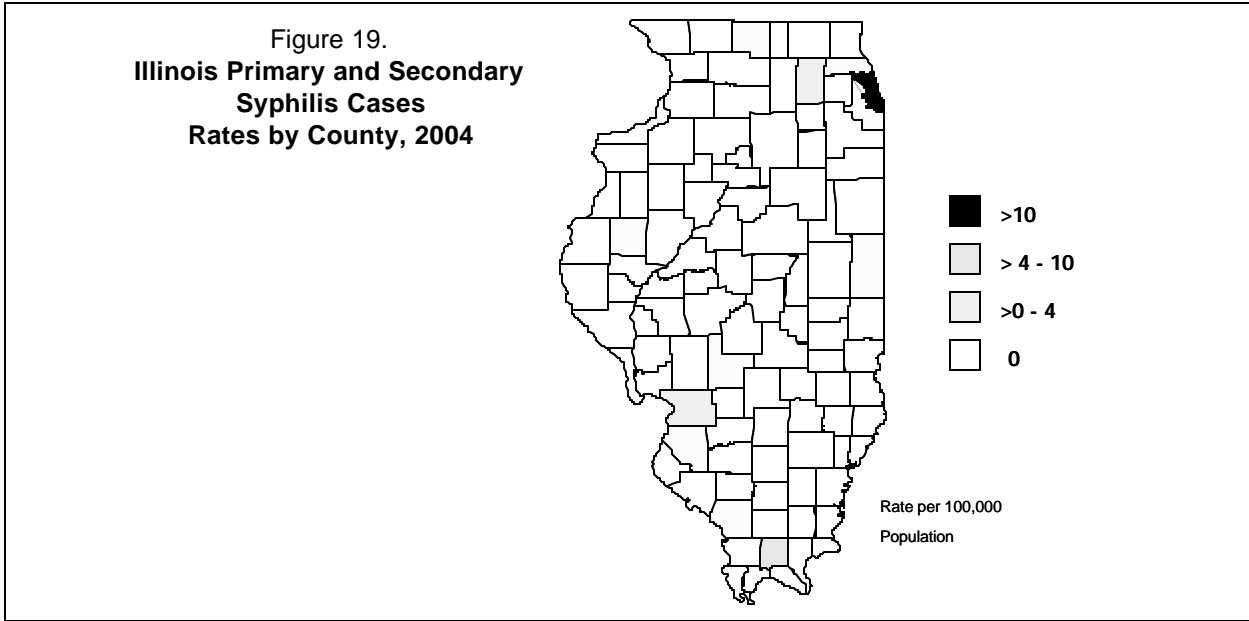 Figure 19.
Illinois Primary and Secondary
Syphilis Cases
Rates by County, 2004
>10
> 4 - 10
>0 - 4
0
Rate per 100,000
Population